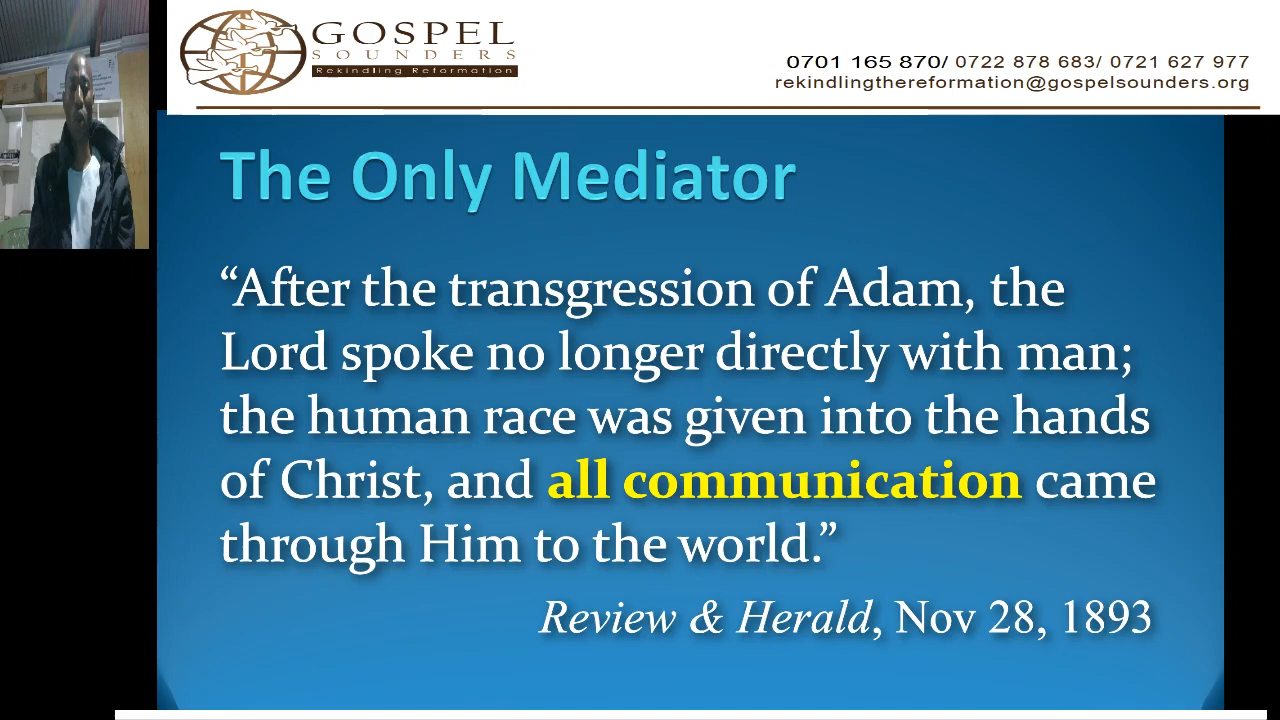 GOSPEL
SOUNDERS
Rekindling Reformation
0701 165 870/ 0722 878 683/ 0721 627 977
rekindlingthereformation@gospelsounders.org
The Only Mediator
“After the transgression of Adam, the
Lord spoke no longer directly with man;
the human race was given into the hands
of Christ, and all communication came
through Him to the world.”
Review & Herald, Nov 28, 1893